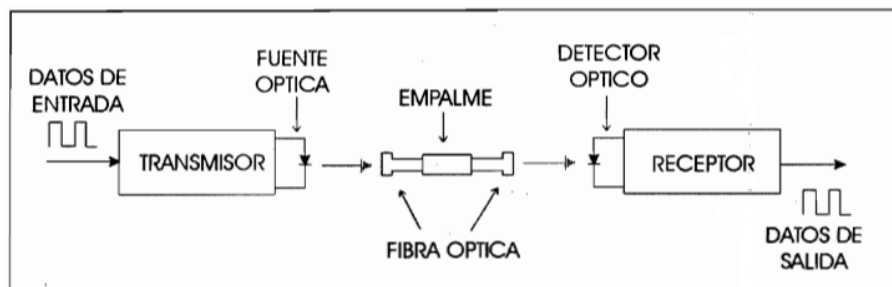 DATOS DE
ENTRADA
TRANSMISOR
FUENTE
OPTICA
EMPALME
FIBRA OPTICA
DETECTOR
OPTICO
RECEPTOR
DATOS DE
SALIDA